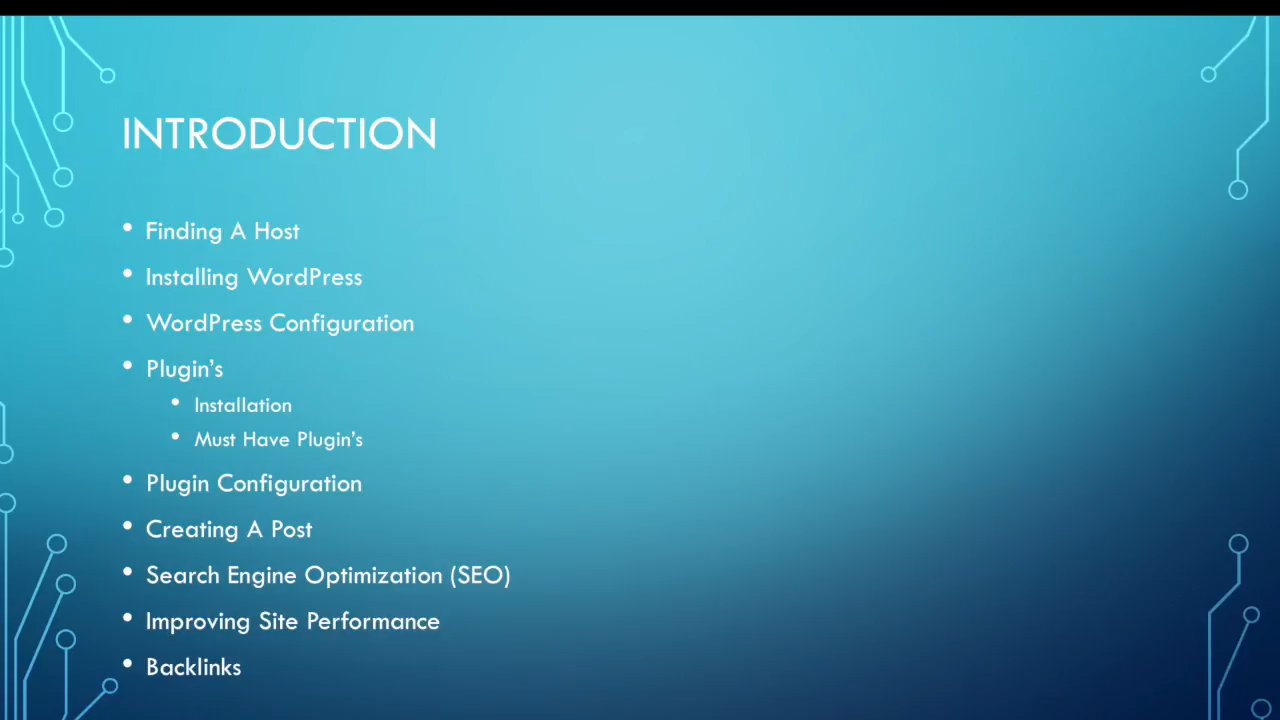 INTRODUCTION
• Finding A Host
• Installing WordPress
• WordPress Configuration
• Plugin’s
• Installation
• Must Have Plugin’s
• Plugin Configuration
• Creating A Post
• Search Engine Optimization (SEO)
• Improving Site Performance
• Backlinks